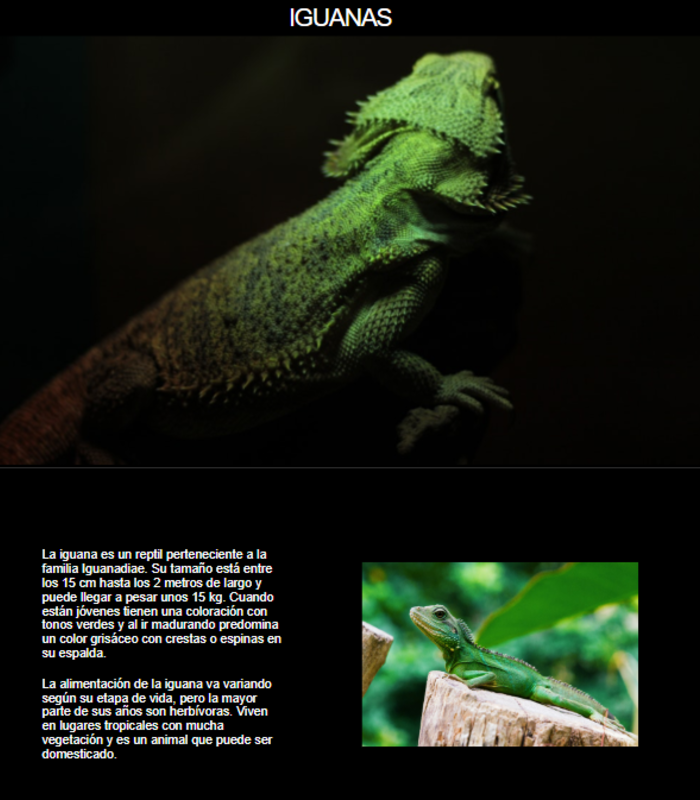 IGUANAS
La iguana es un reptil perteneciente a la
familia Iguanadiae. Su tamaño está entre
los 15 cm hasta los 2 metros de largo y
puede llegar a pesar unos 15 kg. Cuando
están jóvenes tienen una coloración con
tonos verdes y al ir madurando predomina
un color grisáceo con crestas o espinas en
su espalda.
La alimentación de la iguana va variando
según su etapa de vida, pero la mayor
parte de sus años son herbívoras. Viven
en lugares tropicales con mucha
vegetación y es un animal que puede ser
domesticado.